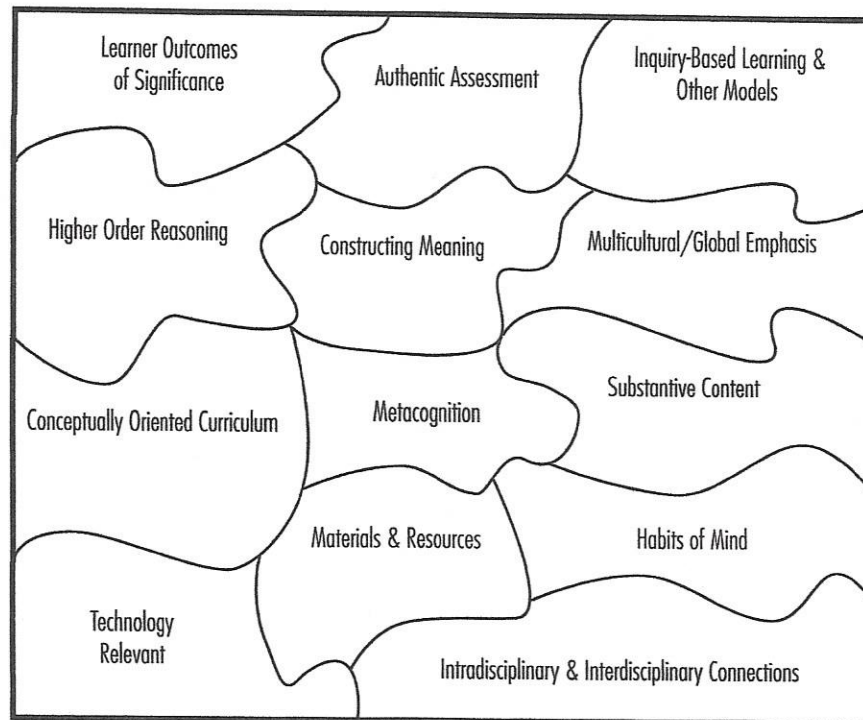 Learner Outcomes
of Significance
Authentic Assessment
Inquiry-Based Learning &
Other Models
Higher Order Reasoning
Constructing Meaning
Multicultural/Global Emphasis
Conceptually Oriented Curriculum
Metacognition
Substantive Content
Materials & Resources
Habits of Mind
Technology
Relevant
Intradisciplinary & Interdisciplinary Connections